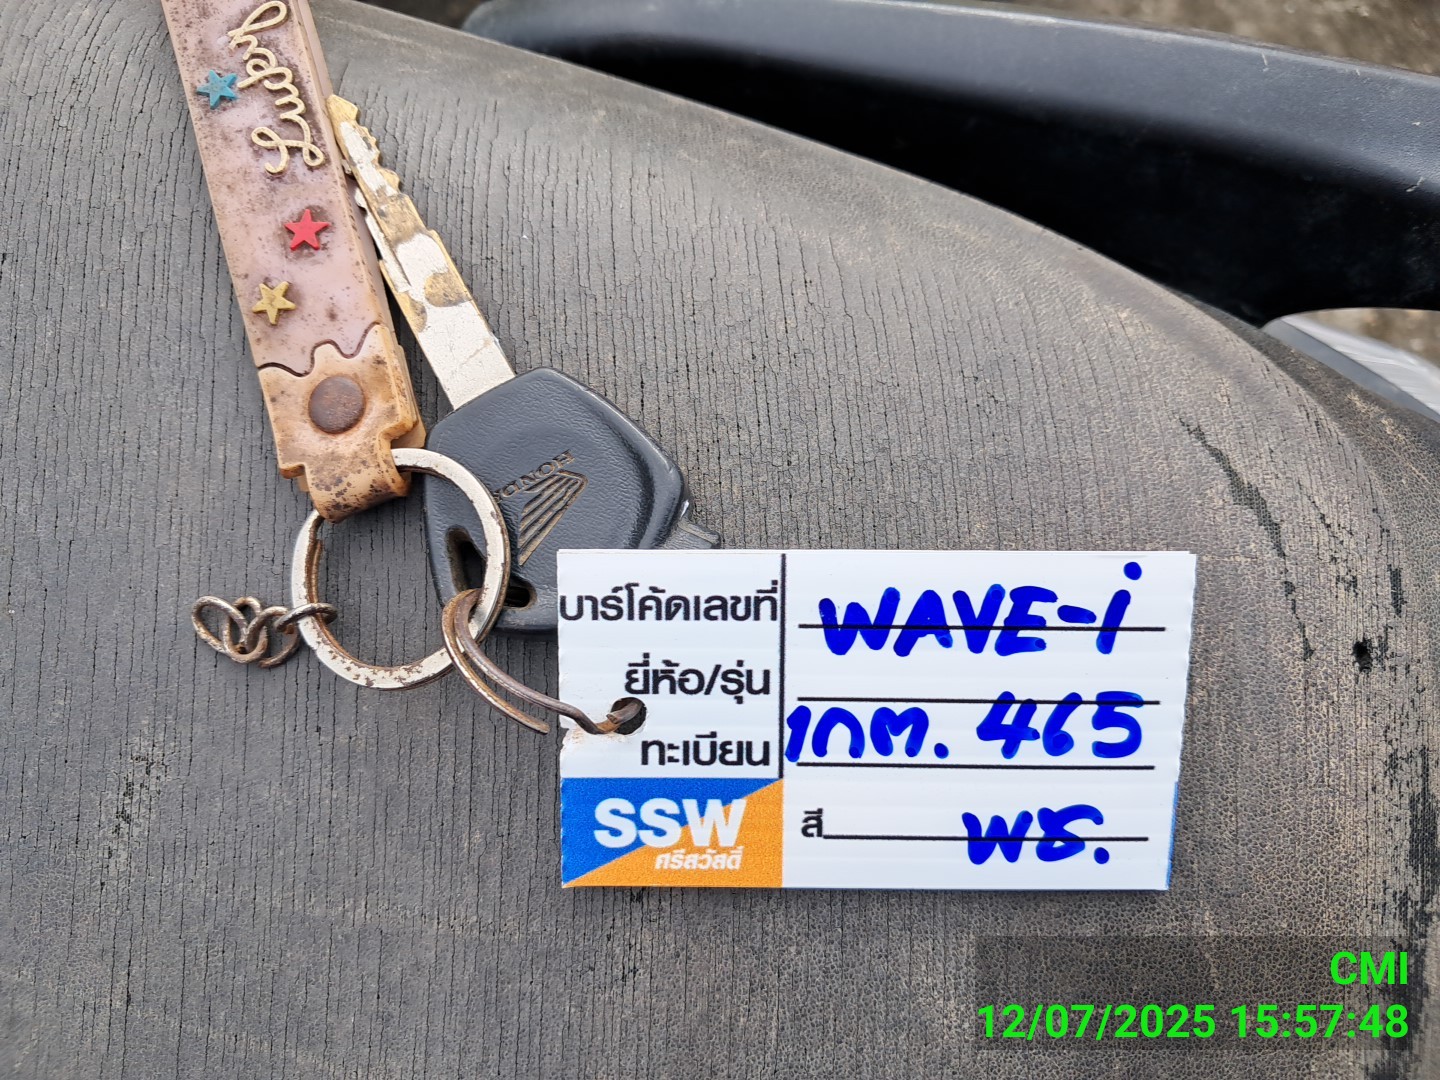 HONDA
บาร์โค้ดเลขที่ WAVE-i
ยี่ห้อ/รุ่น
ทะเบียน 1กต. 465
SSW
ศรีสวัสดิ์
สี พธ.
CMI
12/07/2025 15:57:48